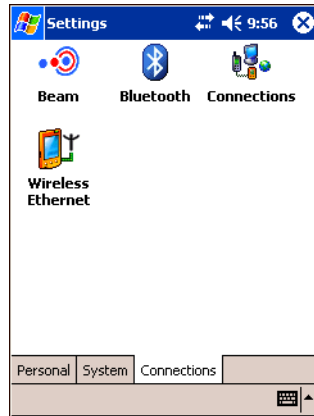 Settings 9:56
Beam Bluetooth Connections
Wireless
Ethernet
Personal System Connections